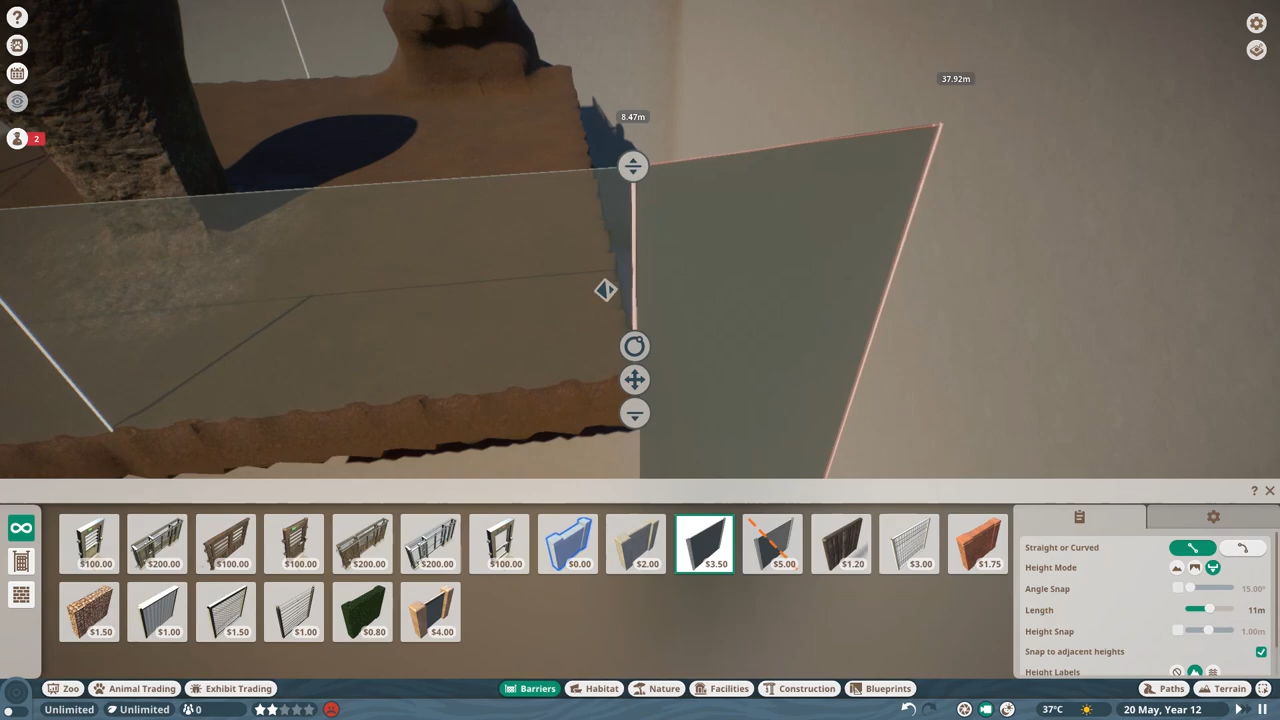 ?
2
8.47m
37.92m
?
$100.00
$200.00
$100.00
$100.00
$200.00
$200.00
$100.00
$0.00
$2.00
$3.50
$5.00
$1.20
$3.00
$1.75
$1.50
$1.00
$1.50
$1.00
$0.80
$4.00
Straight or Curved
Height Mode
Angle Snap 15.00°
Length 11m
Height Snap 1.00m
Snap to adjacent heights
Height Labels
Zoo Animal Trading Exhibit Trading Barriers Habitat Nature Facilities Construction Blueprints Paths Terrain
Unlimited Unlimited 0 37°C 20 May, Year 12